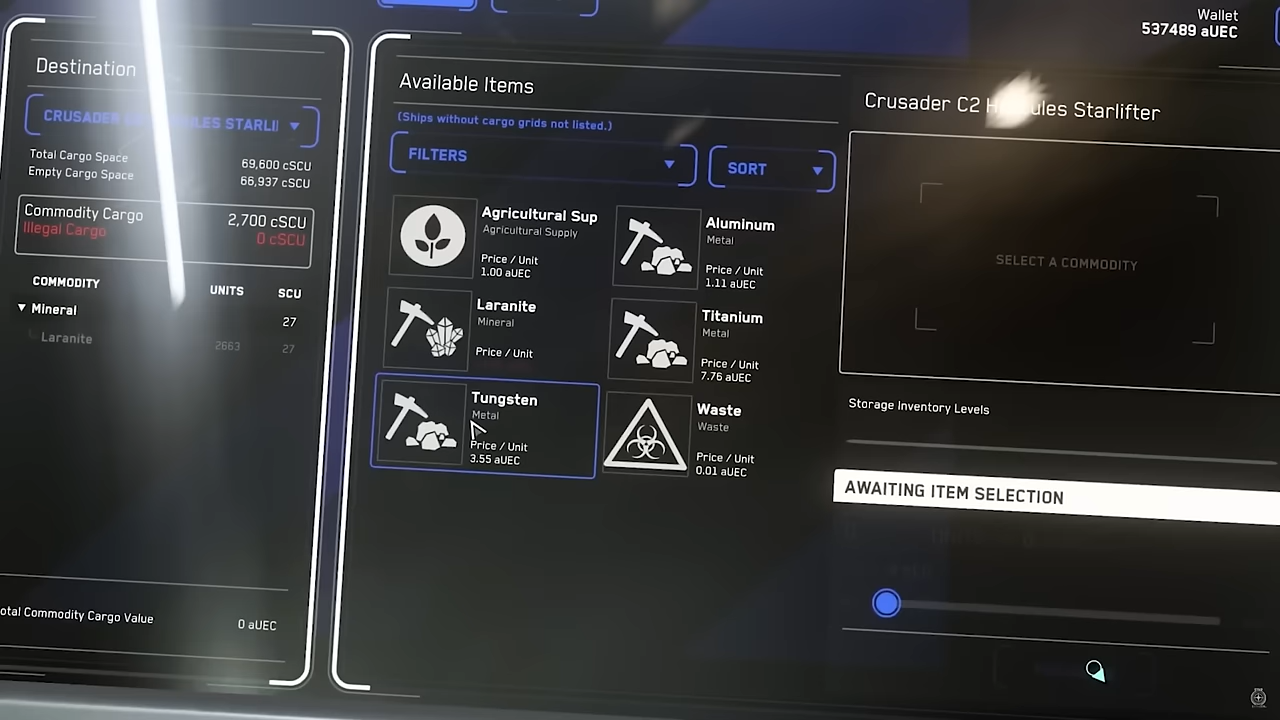 Wallet
537489 aUEC
Destination
CRUSADER
LES STARLI
Total Cargo Space
69,600 cSCU
Empty Cargo Space
66,937 cSCU
Commodity Cargo
2,700 cSCU
Illegal Cargo
0 cSCU
COMMODITY
UNITS
SCU
Mineral
27
Laranite
2663
27
otal Commodity Cargo Value
0 aUEC
Available Items
(Ships without cargo grids not listed.)
FILTERS
SORT
Agricultural Sup
Agricultural Supply
Price / Unit
1.00 aUEC
Aluminum
Metal
Price / Unit
1.11 aUEC
Laranite
Mineral
Price / Unit
Titanium
Metal
Price / Unit
7.76 aUEC
Tungsten
Metal
Price / Unit
3.55 aUEC
Waste
Waste
Price / Unit
0.01 aUEC
Crusader C2 Hercules Starlifter
SELECT A COMMODITY
Storage Inventory Levels
AWAITING ITEM SELECTION